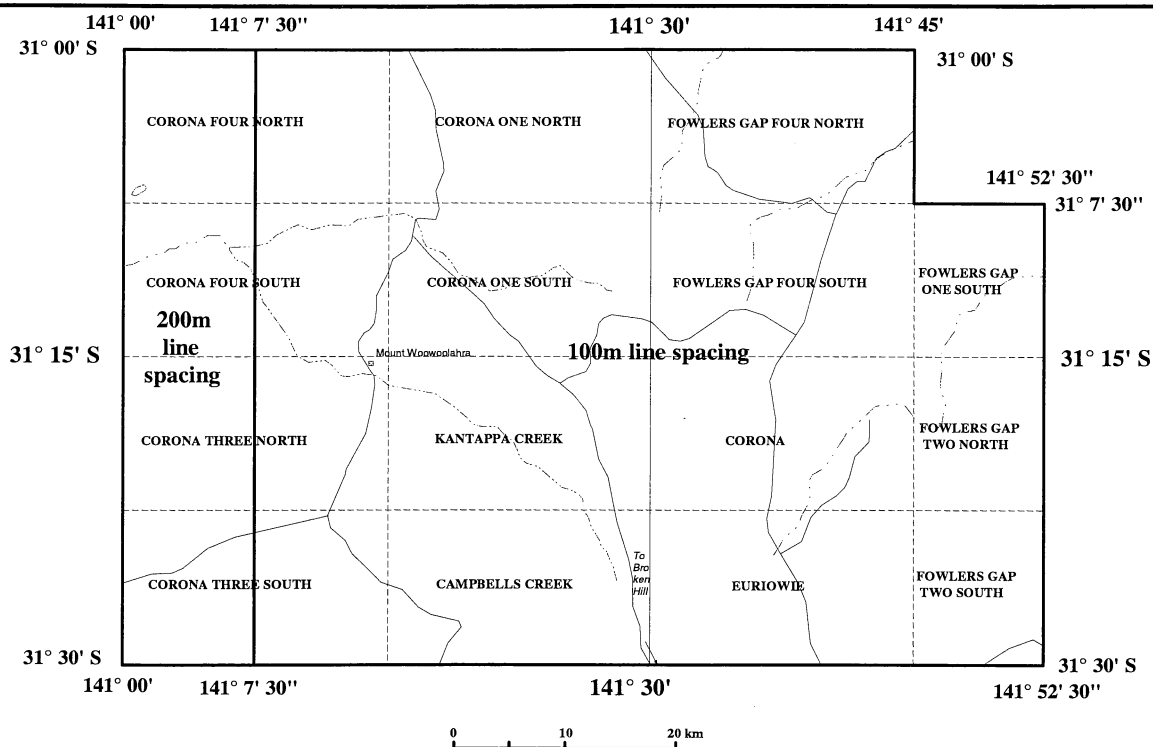 141° 00' 141° 7' 30" 141° 30' 141° 45'
31° 00' S 31° 00' S
CORONA FOUR NORTH CORONA ONE NORTH FOWLERS GAP FOUR NORTH
141° 52' 30"
31° 7' 30"
CORONA FOUR SOUTH CORONA ONE SOUTH FOWLERS GAP FOUR SOUTH FOWLERS GAP
ONE SOUTH
200m
line
spacing
31° 15' S Mount Woowoolahra 100m line spacing 31° 15' S
CORONA THREE NORTH KANTAPPA CREEK CORONA FOWLERS GAP
TWO NORTH
To
Bro
ken
Hill
CORONA THREE SOUTH CAMPBELLS CREEK EURIOWIE FOWLERS GAP
TWO SOUTH
31° 30' S 31° 30' S
141° 00' 141° 7' 30" 141° 30' 141° 52' 30"
0 10 20 km